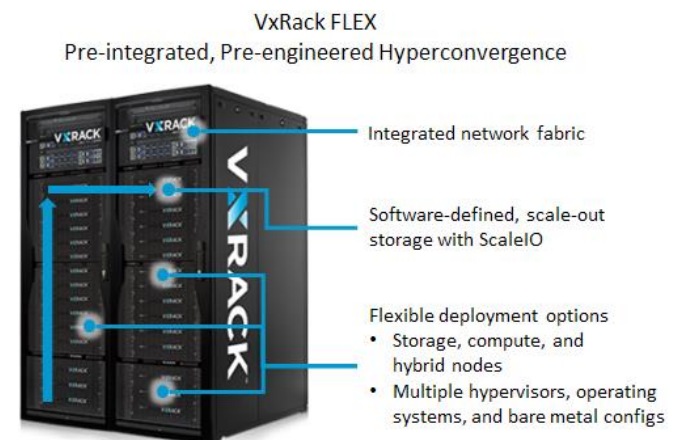 VxRack FLEX
Pre-integrated, Pre-engineered Hyperconvergence
VXRACK
VXRACK
VXRACK
Integrated network fabric
Software-defined, scale-out
storage with ScaleIO
Flexible deployment options
• Storage, compute, and
hybrid nodes
• Multiple hypervisors, operating
systems, and bare metal configs